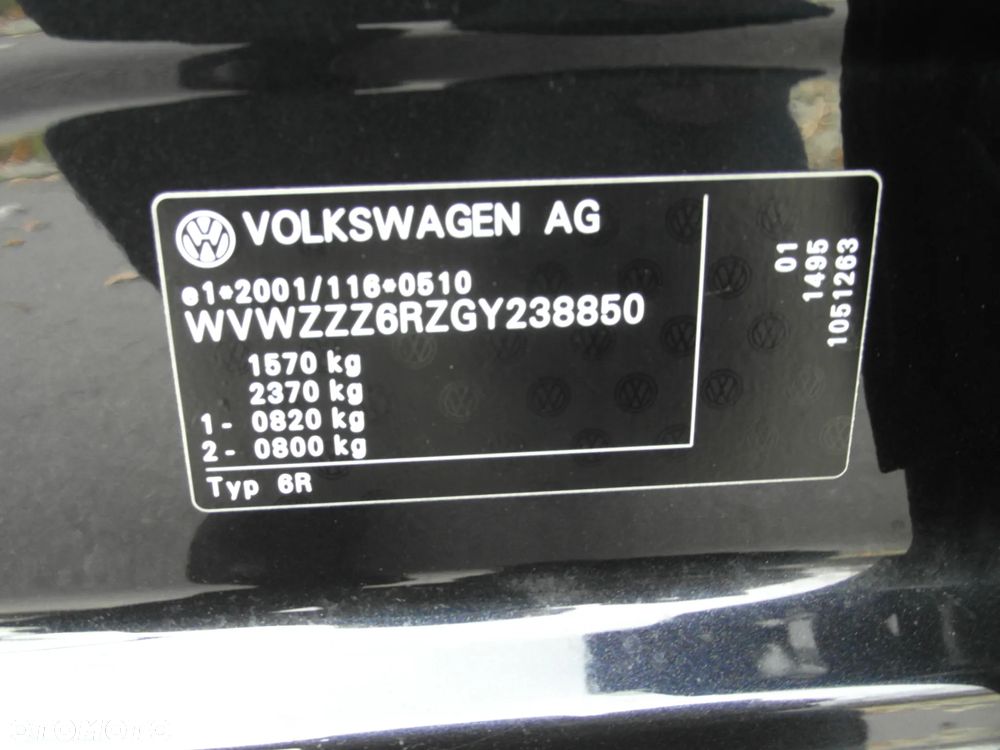 VOLKSWAGEN AG
e1*2001/116*0510
WVWZZZ6RZGY238850
1570 kg
2370 kg
1- 0820 kg
2- 0800 kg
Typ 6R
01
1495
1051263
OTOMOTO